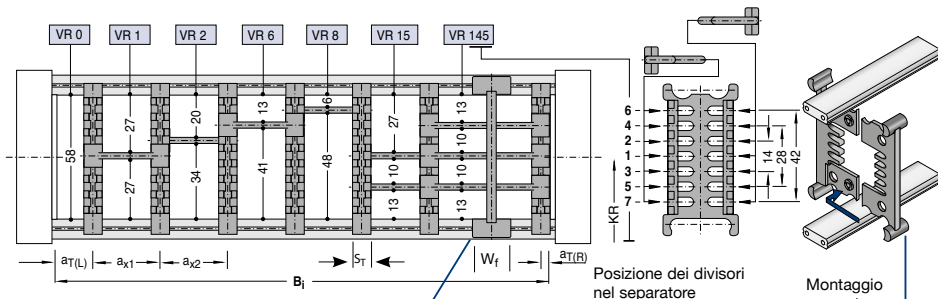 VR 0 VR 1 VR 2 VR 6 VR 8 VR 15 VR 145
58 27 27 20 34 13 41 6 48 27 10 13 13 10 10 13
aT(L) ax1 ax2 ST Wf aT(R)
Bi
KR
6
4
2
1
3
5
7
14 28 42
Posizione dei divisori
nel separatore
Montaggio